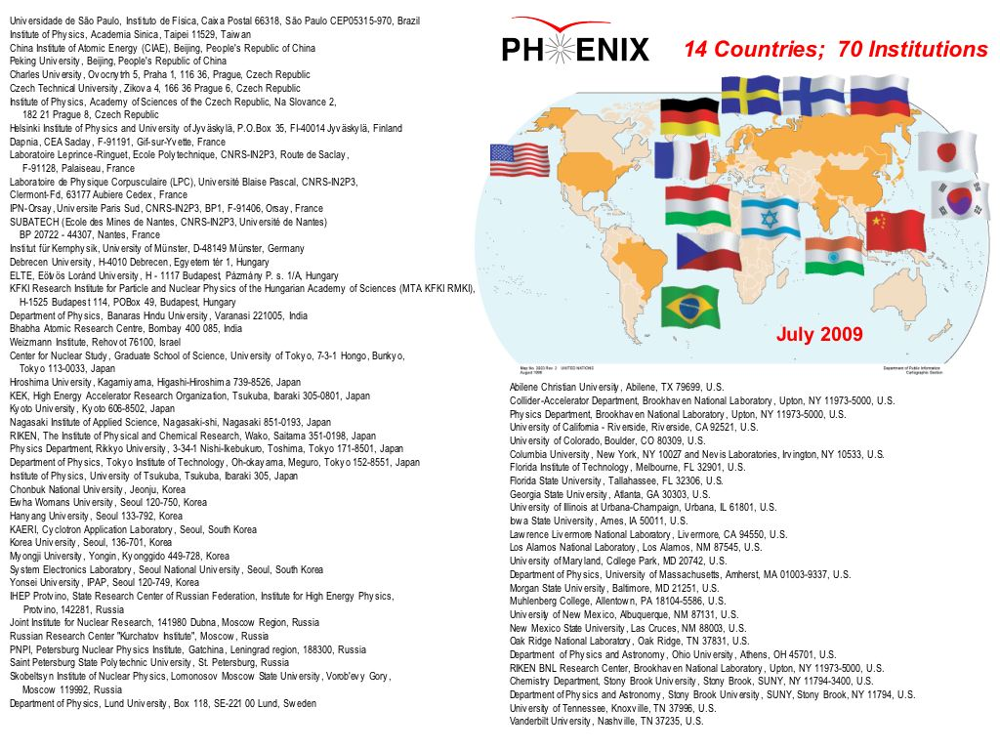 Universidade de São Paulo, Instituto de Física, Caixa Postal 66318, São Paulo CEP05315-970, Brazil
Institute of Physics, Academia Sinica, Taipei 11529, Taiwan
China Institute of Atomic Energy (CIAE), Beijing, People's Republic of China
Peking University, Beijing, People's Republic of China
Charles University, Ovocnytrh 5, Praha 1, 116 36, Prague, Czech Republic
Czech Technical University, Zikova 4, 166 36 Prague 6, Czech Republic
Institute of Physics, Academy of Sciences of the Czech Republic, Na Slovance 2,
182 21 Prague 8, Czech Republic
Helsinki Institute of Physics and University of Jyväskylä, P.O.Box 35, FI-40014 Jyväskylä, Finland
Dapnia, CEA Saclay, F-91191, Gif-sur-Yvette, France
Laboratoire Leprince-Ringuet, Ecole Polytechnique, CNRS-IN2P3, Route de Saclay,
F-91128, Palaiseau, France
Laboratoire de Physique Corpusculaire (LPC), Université Blaise Pascal, CNRS-IN2P3,
Clermont-Fd, 63177 Aubiere Cedex, France
IPN-Orsay, Universite Paris Sud, CNRS-IN2P3, BP1, F-91406, Orsay, France
SUBATECH (Ecole des Mines de Nantes, CNRS-IN2P3, Université de Nantes)
BP 20722 - 44307, Nantes, France
Institut für Kernphysik, University of Münster, D-48149 Münster, Germany
Debrecen University, H-4010 Debrecen, Egyetem tér 1, Hungary
ELTE, Eötvös Loránd University, H - 1117 Budapest, Pázmány P. s. 1/A, Hungary
KFKI Research Institute for Particle and Nuclear Physics of the Hungarian Academy of Sciences (MTA KFKI RMKI),
H-1525 Budapest 114, POBox 49, Budapest, Hungary
Department of Physics, Banaras Hindu University, Varanasi 221005, India
Bhabha Atomic Research Centre, Bombay 400 085, India
Weizmann Institute, Rehovot 76100, Israel
Center for Nuclear Study, Graduate School of Science, University of Tokyo, 7-3-1 Hongo, Bunkyo,
Tokyo 113-0033, Japan
Hiroshima University, Kagamiyama, Higashi-Hiroshima 739-8526, Japan
KEK, High Energy Accelerator Research Organization, Tsukuba, Ibaraki 305-0801, Japan
Kyoto University, Kyoto 606-8502, Japan
Nagasaki Institute of Applied Science, Nagasaki-shi, Nagasaki 851-0193, Japan
RIKEN, The Institute of Physical and Chemical Research, Wako, Saitama 351-0198, Japan
Physics Department, Rikkyo University, 3-34-1 Nishi-Ikebukuro, Toshima, Tokyo 171-8501, Japan
Department of Physics, Tokyo Institute of Technology, Oh-okayama, Meguro, Tokyo 152-8551, Japan
Institute of Physics, University of Tsukuba, Tsukuba, Ibaraki 305, Japan
Chonbuk National University, Jeonju, Korea
Ewha Womans University, Seoul 120-750, Korea
Hanyang University, Seoul 133-792, Korea
KAERI, Cyclotron Application Laboratory, Seoul, South Korea
Korea University, Seoul, 136-701, Korea
Myongji University, Yongin, Kyonggido 449-728, Korea
System Electronics Laboratory, Seoul National University, Seoul, South Korea
Yonsei University, IPAP, Seoul 120-749, Korea
IHEP Protvino, State Research Center of Russian Federation, Institute for High Energy Physics,
Protvino, 142281, Russia
Joint Institute for Nuclear Research, 141980 Dubna, Moscow Region, Russia
Russian Research Center "Kurchatov Institute", Moscow, Russia
PNPI, Petersburg Nuclear Physics Institute, Gatchina, Leningrad region, 188300, Russia
Saint Petersburg State Polytechnic University, St. Petersburg, Russia
Skobeltsyn Institute of Nuclear Physics, Lomonosov Moscow State University, Vorob'evy Gory,
Moscow 119992, Russia
Department of Physics, Lund University, Box 118, SE-221 00 Lund, Sweden
PHENIX
14 Countries; 70 Institutions
July 2009
Map No. 3933 Rev. 2 UNITED NATIONS
August 1999
Department of Public Information
Cartographic Section
Abilene Christian University, Abilene, TX 79699, U.S.
Collider-Accelerator Department, Brookhaven National Laboratory, Upton, NY 11973-5000, U.S.
Physics Department, Brookhaven National Laboratory, Upton, NY 11973-5000, U.S.
University of California - Riverside, Riverside, CA 92521, U.S.
University of Colorado, Boulder, CO 80309, U.S.
Columbia University, New York, NY 10027 and Nevis Laboratories, Irvington, NY 10533, U.S.
Florida Institute of Technology, Melbourne, FL 32901, U.S.
Florida State University, Tallahassee, FL 32306, U.S.
Georgia State University, Atlanta, GA 30303, U.S.
University of Illinois at Urbana-Champaign, Urbana, IL 61801, U.S.
Iowa State University, Ames, IA 50011, U.S.
Lawrence Livermore National Laboratory, Livermore, CA 94550, U.S.
Los Alamos National Laboratory, Los Alamos, NM 87545, U.S.
University of Maryland, College Park, MD 20742, U.S.
Department of Physics, University of Massachusetts, Amherst, MA 01003-9337, U.S.
Morgan State University, Baltimore, MD 21251, U.S.
Muhlenberg College, Allentown, PA 18104-5586, U.S.
University of New Mexico, Albuquerque, NM 87131, U.S.
New Mexico State University, Las Cruces, NM 88003, U.S.
Oak Ridge National Laboratory, Oak Ridge, TN 37831, U.S.
Department of Physics and Astronomy, Ohio University, Athens, OH 45701, U.S.
RIKEN BNL Research Center, Brookhaven National Laboratory, Upton, NY 11973-5000, U.S.
Chemistry Department, Stony Brook University, Stony Brook, SUNY, NY 11794-3400, U.S.
Department of Physics and Astronomy, Stony Brook University, SUNY, Stony Brook, NY 11794, U.S.
University of Tennessee, Knoxville, TN 37996, U.S.
Vanderbilt University, Nashville, TN 37235, U.S.